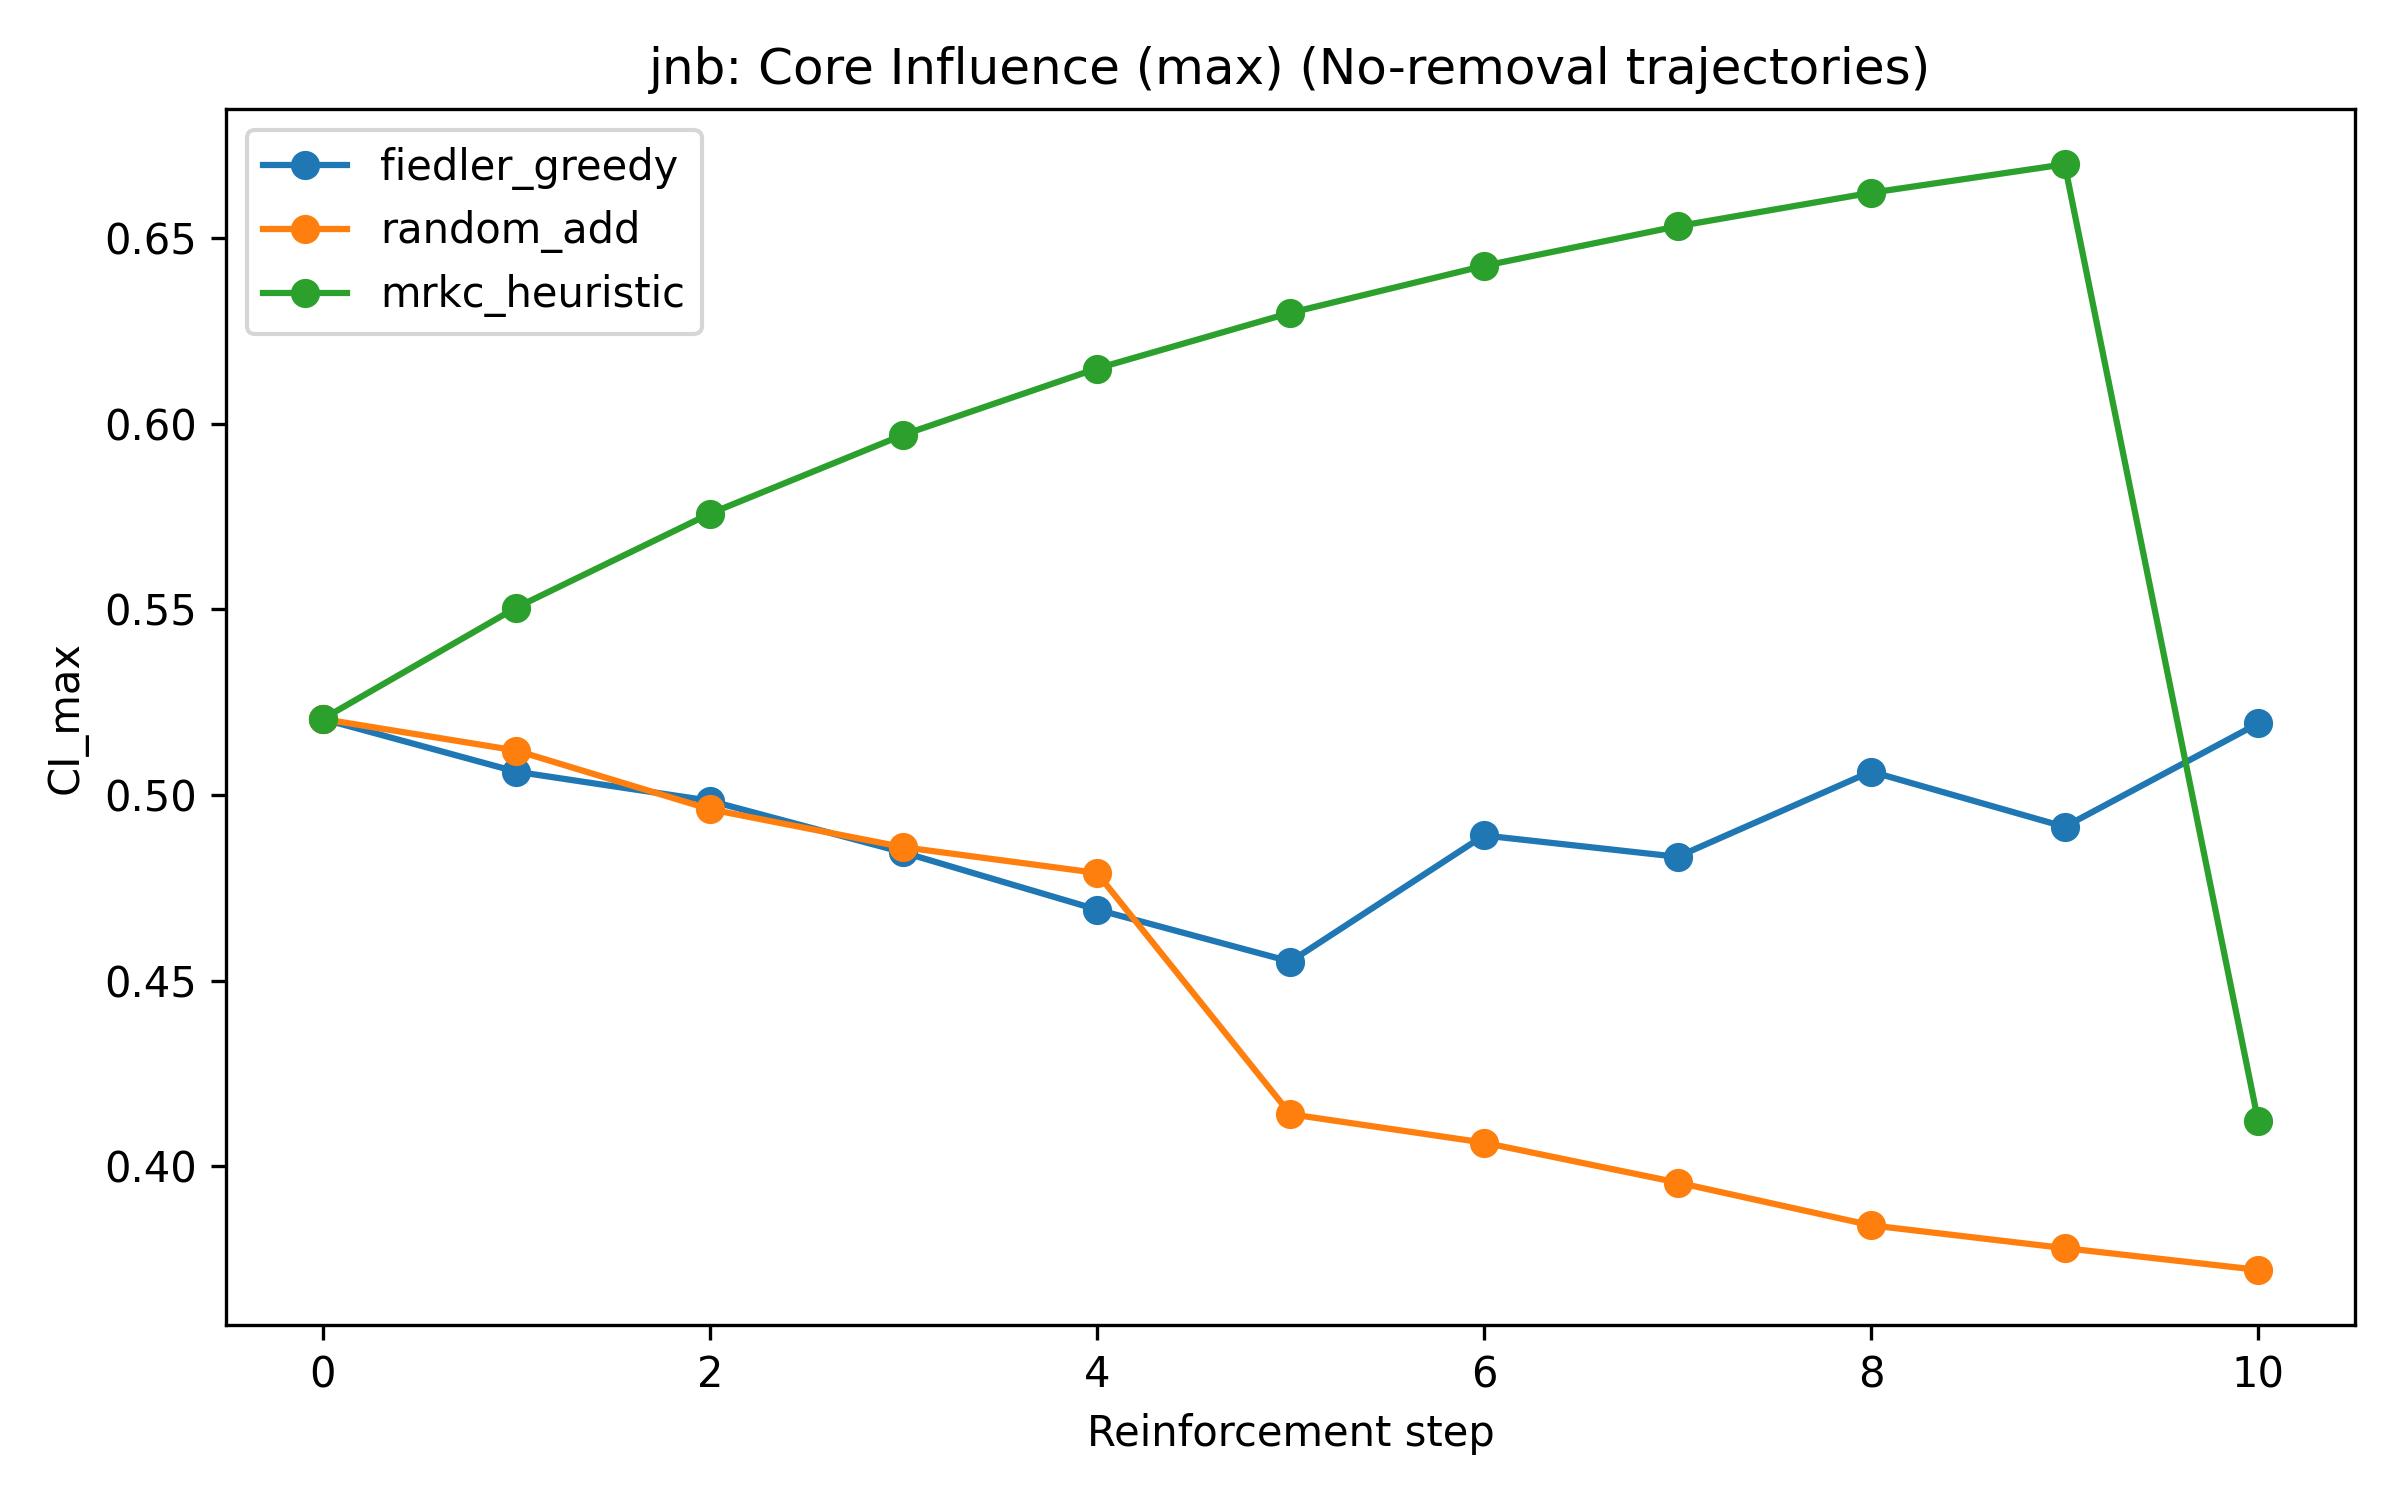 jnb: Core Influence (max) (No-removal trajectories)
fiedler_greedy
random_add
mrkc_heuristic
CI_max
0.65
0.60
0.55
0.50
0.45
0.40
0 2 4 6 8 10
Reinforcement step